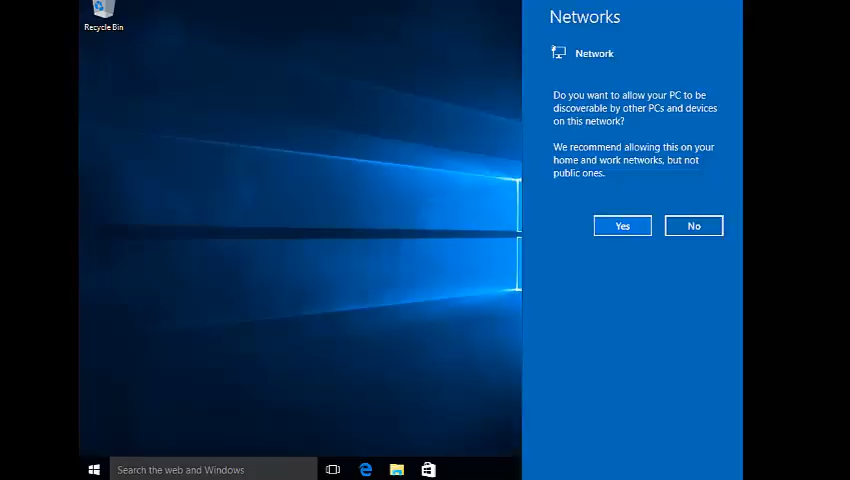 Recycle Bin
Networks
Network
Do you want to allow your PC to be
discoverable by other PCs and devices
on this network?
We recommend allowing this on your
home and work networks, but not
public ones.
Yes
No
Search the web and Windows